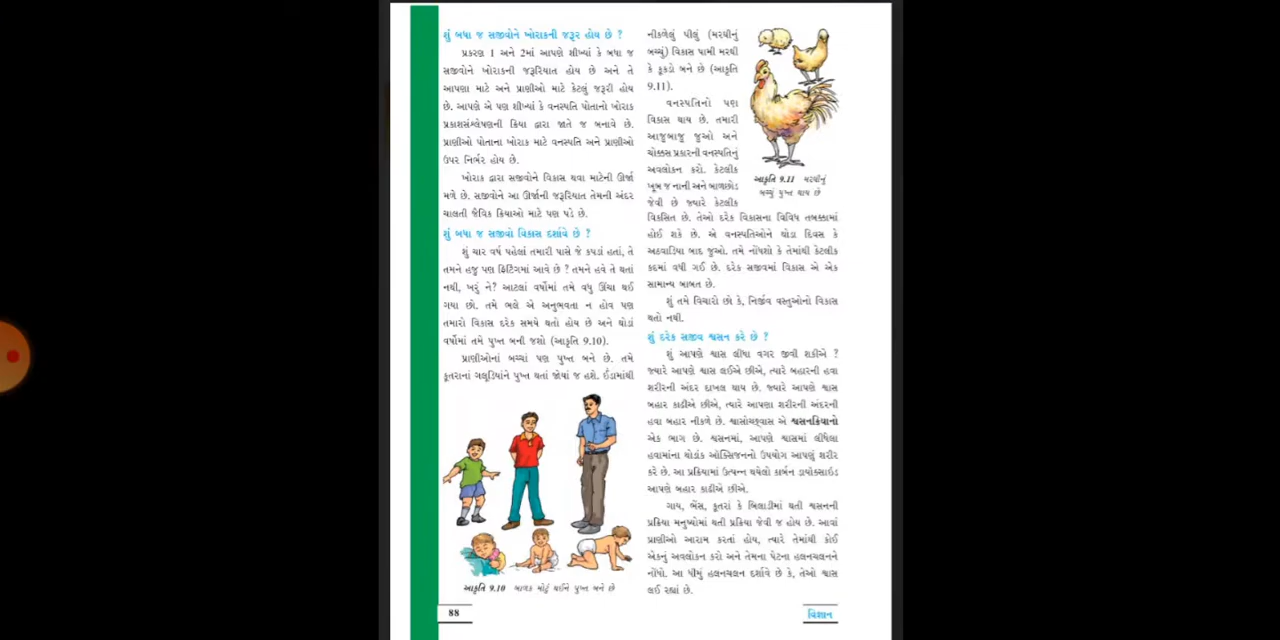 શું બધા જ સજીવોને ખોરાકની જરૂર હોય છે ?
પ્રકરણ 1 અને 2માં આપણે શીખ્યાં કે બધા જ
સજીવોને ખોરાકની જરૂરિયાત હોય છે અને તે
આપણા માટે અને પ્રાણીઓ માટે કેટલું જરૂરી હોય
છે. આપણે એ પણ શીખ્યાં કે વનસ્પતિ પોતાનો ખોરાક
પ્રકાશસંશ્લેષણની ક્રિયા દ્વારા જાતે જ બનાવે છે.
પ્રાણીઓ પોતાના ખોરાક માટે વનસ્પતિ અને પ્રાણીઓ
ઉપર નિર્ભર હોય છે.
ખોરાક દ્વારા સજીવોને વિકાસ થવા માટેની ઊર્જા
મળે છે. સજીવોને આ ઊર્જાની જરૂરિયાત તેમની અંદર
ચાલતી જૈવિક ક્રિયાઓ માટે પણ પડે છે.
શું બધા જ સજીવો વિકાસ દર્શાવે છે ?
શું ચાર વર્ષ પહેલાં તમારી પાસે જે કપડાં હતાં, તે
તમને હજુ પણ ફિટિંગમાં આવે છે ? તમને હવે તે થતાં
નથી, ખરું ને? આટલાં વર્ષોમાં તમે વધુ ઊંચા થઈ
ગયા છો. તમે ભલે એ અનુભવતા ન હોવ પણ
તમારો વિકાસ દરેક સમયે થતો હોય છે અને થોડાં
વર્ષોમાં તમે પુખ્ત બની જશો (આકૃતિ 9.10).
પ્રાણીઓનાં બચ્ચાં પણ પુખ્ત બને છે. તમે
કૂતરાનાં ગલૂડિયાંને પુખ્ત થતાં જોયાં જ હશે. ઈંડામાંથી
આકૃતિ 9.10 બાળક મોટું થઈને પુખ્ત બને છે
88
નીકળેલું પીલું (મરઘીનું
બચ્ચું) વિકાસ પામી મરઘી
કે કૂકડો બને છે (આકૃતિ
9.11).
વનસ્પતિનો પણ
વિકાસ થાય છે. તમારી
આજુબાજુ જુઓ અને
ચોક્કસ પ્રકારની વનસ્પતિનું
અવલોકન કરો. કેટલીક
ખૂબ જ નાની અને બાળછોડ
જેવી છે જ્યારે કેટલીક
આકૃતિ 9.11 મરઘીનું
બચ્ચું પુખ્ત થાય છે
વિકસિત છે. તેઓ દરેક વિકાસના વિવિધ તબક્કામાં
હોઈ શકે છે. એ વનસ્પતિઓને થોડા દિવસ કે
અઠવાડિયા બાદ જુઓ. તમે નોંધશો કે તેમાંથી કેટલીક
કદમાં વધી ગઈ છે. દરેક સજીવમાં વિકાસ એ એક
સામાન્ય બાબત છે.
શું તમે વિચારો છો કે, નિર્જીવ વસ્તુઓનો વિકાસ
થતો નથી.
શું દરેક સજીવ શ્વસન કરે છે ?
શું આપણે શ્વાસ લીધા વગર જીવી શકીએ ?
જ્યારે આપણે શ્વાસ લઈએ છીએ, ત્યારે બહારની હવા
શરીરની અંદર દાખલ થાય છે. જ્યારે આપણે શ્વાસ
બહાર કાઢીએ છીએ, ત્યારે આપણા શરીરની અંદરની
હવા બહાર નીકળે છે. શ્વાસોચ્છ્વાસ એ શ્વસનક્રિયાનો
એક ભાગ છે. શ્વસનમાં, આપણે શ્વાસમાં લીધેલા
હવામાંના થોડાંક ઓક્સિજનનો ઉપયોગ આપણું શરીર
કરે છે. આ પ્રક્રિયામાં ઉત્પન્ન થયેલો કાર્બન ડાયોક્સાઇડ
આપણે બહાર કાઢીએ છીએ.
ગાય, ભેંસ, કૂતરાં કે બિલાડીમાં થતી શ્વસનની
પ્રક્રિયા મનુષ્યોમાં થતી પ્રક્રિયા જેવી જ હોય છે. આવાં
પ્રાણીઓ આરામ કરતાં હોય, ત્યારે તેમાંથી કોઈ
એકનું અવલોકન કરો અને તેમના પેટના હલનચલનને
નોંધો. આ ધીમું હલનચલન દર્શાવે છે કે, તેઓ શ્વાસ
લઈ રહ્યાં છે.
વિજ્ઞાન